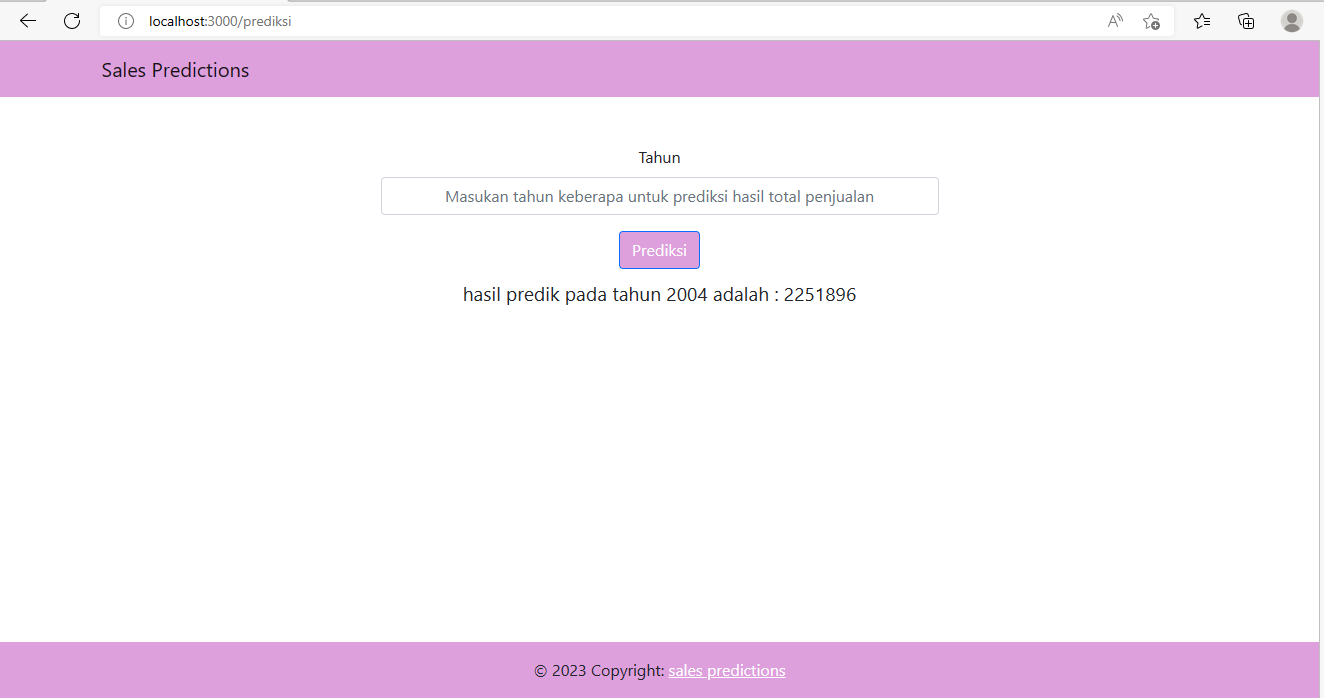 localhost:3000/prediksi
Sales Predictions
Tahun
Masukan tahun keberapa untuk prediksi hasil total penjualan
Prediksi
hasil predik pada tahun 2004 adalah : 2251896
© 2023 Copyright: sales predictions